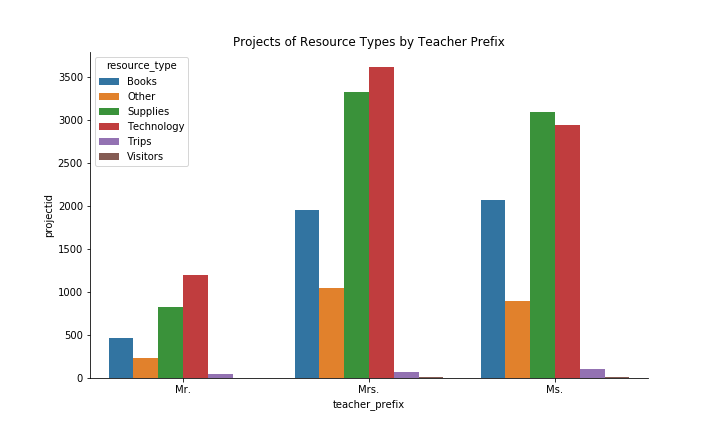 Projects of Resource Types by Teacher Prefix
resource_type
Books
Other
Supplies
Technology
Trips
Visitors
3500
3000
2500
2000
1500
1000
500
0
projectid
Mr.
Mrs.
Ms.
teacher_prefix